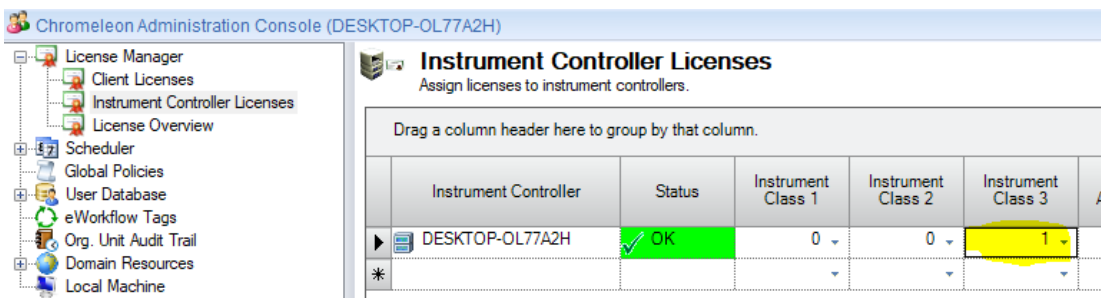 Chromeleon Administration Console (DESKTOP-OL77A2H)
License Manager
Client Licenses
Instrument Controller Licenses
License Overview
Scheduler
Global Policies
User Database
eWorkflow Tags
Org. Unit Audit Trail
Domain Resources
Local Machine
Instrument Controller Licenses
Assign licenses to instrument controllers.
Drag a column header here to group by that column.
Instrument Controller Status Instrument Class 1 Instrument Class 2 Instrument Class 3
DESKTOP-OL77A2H OK 0 0 1